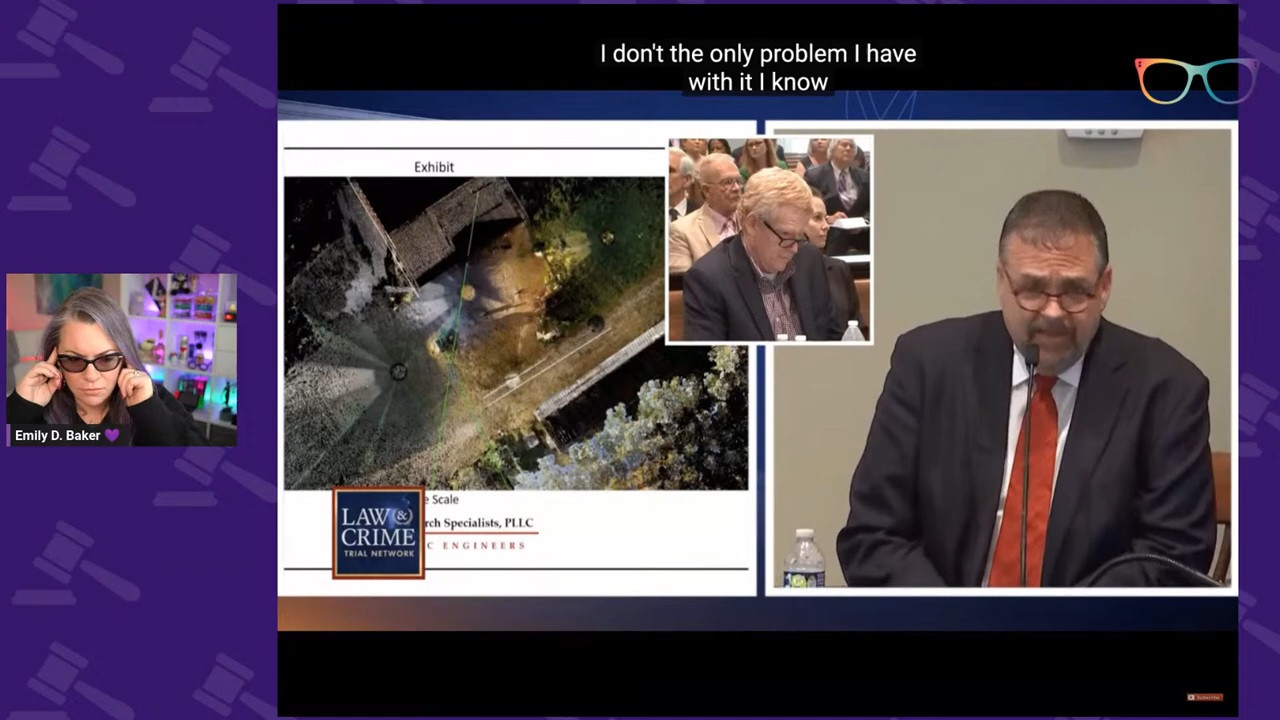 I don't the only problem I have
with it I know
Exhibit
e Scale
rch Specialists, PLLC
C ENGINEERS
LAW &
CRIME
TRIAL NETWORK
Emily D. Baker 💜
Subscribe